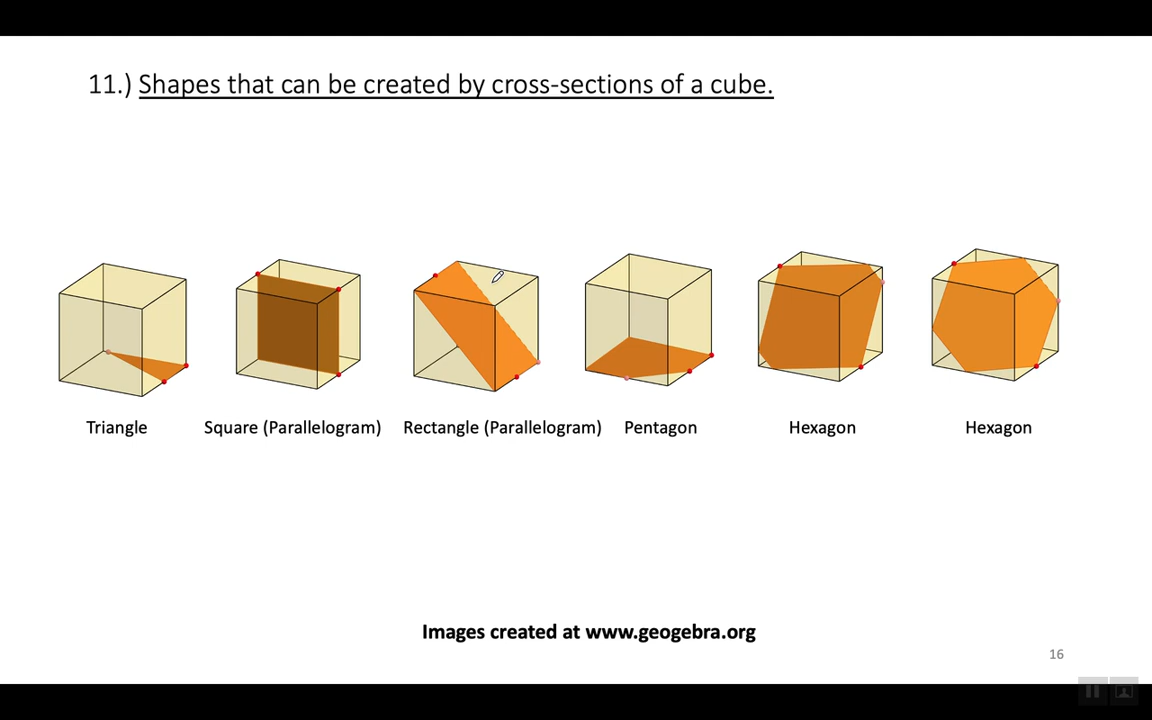 11.) Shapes that can be created by cross-sections of a cube.
Triangle
Square (Parallelogram)
Rectangle (Parallelogram)
Pentagon
Hexagon
Hexagon
Images created at www.geogebra.org
16